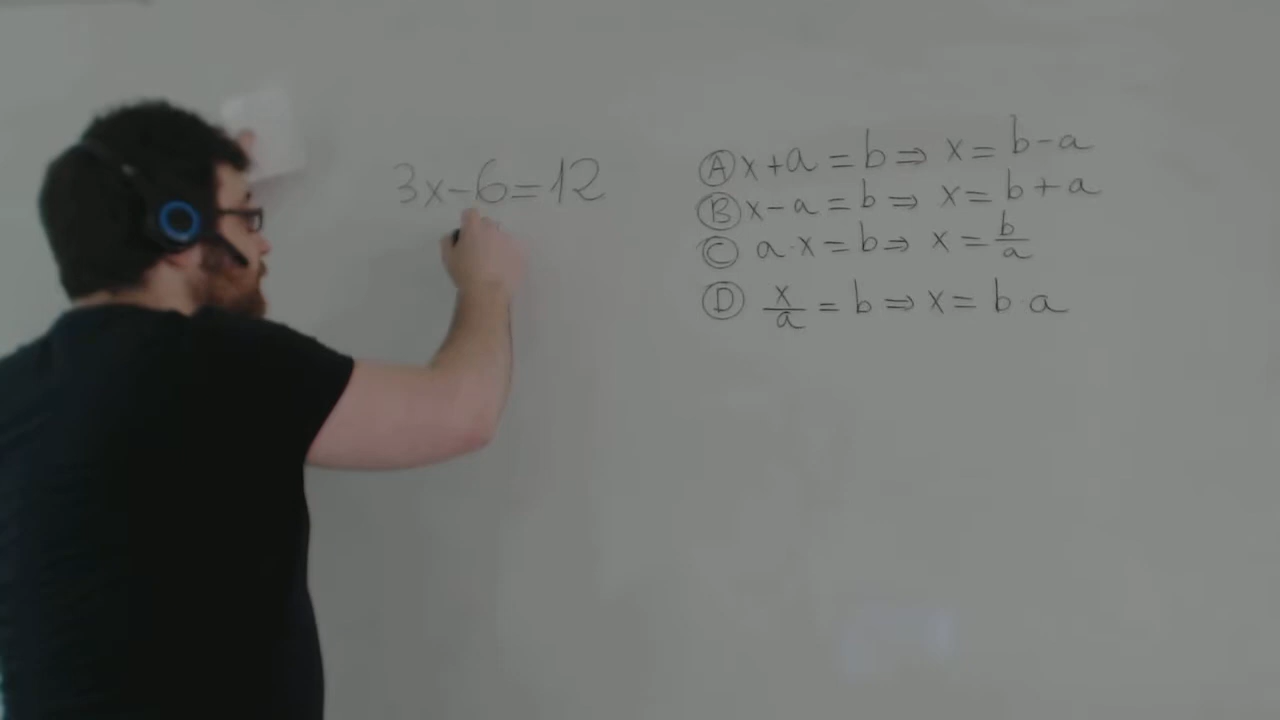 3x-6=12
Ⓐ x+a=b⇒ x=b-a
Ⓑ x-a=b⇒ x=b+a
Ⓒ a·x=b⇒ x=b/a
Ⓓ x/a=b⇒x=b·a